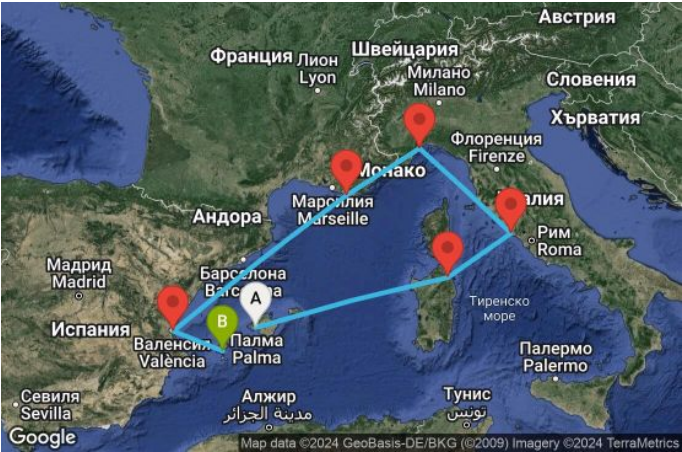 Австрия
Франция
Лион
Lyon
Швейцария
Милано
Milano
Словения
Хърватия
Флоренция
Firenze
Монако
Марсилия
Marseille
Андора
Рим
Roma
Мадрид
Madrid
Барселона
A
B
Тиренско
море
Испания
Валенсия
València
Палма
Palma
Палермо
Palermo
Севиля
Sevilla
Алжир
مدينة الجزائر
Тунис
تونس
Google
Map data ©2024 GeoBasis-DE/BKG (©2009) Imagery ©2024 TerraMetrics